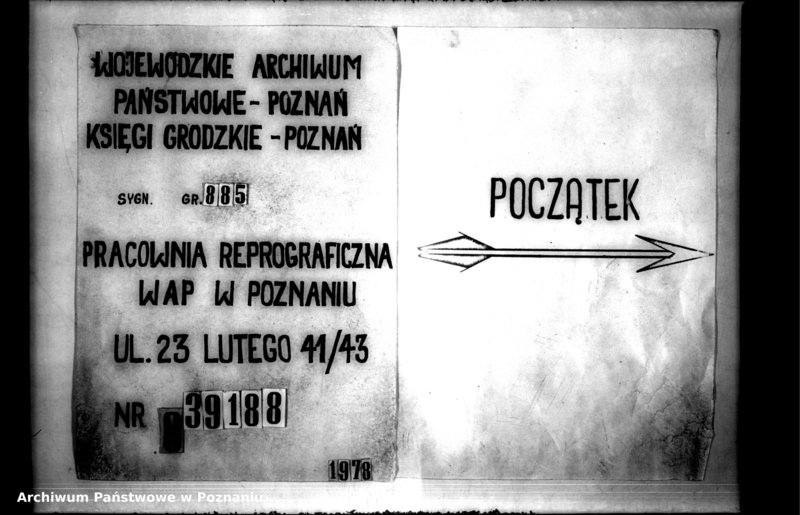 WOJEWÓDZKIE ARCHIWUM
PAŃSTWOWE - POZNAŃ
KSIĘGI GRODZKIE - POZNAŃ
SYGN. GR. 885
PRACOWNIA REPROGRAFICZNA
WAP W POZNANIU
UL. 23 LUTEGO 41/43
NR 39188
1978
POCZĄTEK
Archiwum Państwowe w Poznaniu